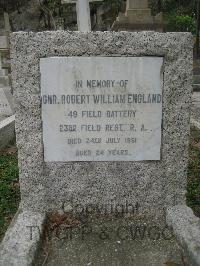 IN MEMORY OF
GNR. ROBERT WILLIAM ENGLAND
49 FIELD BATTERY
23RD FIELD REGT. R. A.
DIED 24TH JULY 1951
AGED 24 YEARS.
Copyright
TWGPP / CWGC